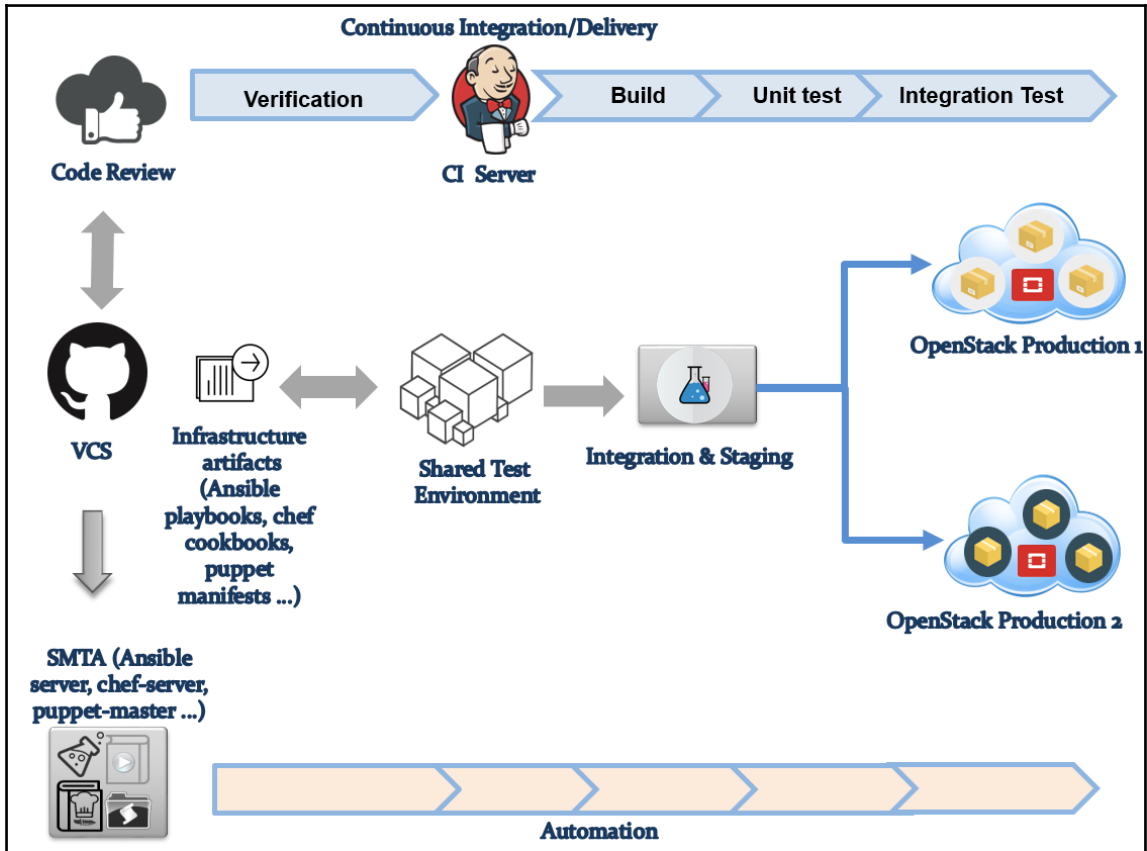 Continuous Integration/Delivery
Verification
Build
Unit test
Integration Test
Code Review
CI Server
OpenStack Production 1
VCS
Infrastructure
artifacts
(Ansible
playbooks, chef
cookbooks,
puppet
manifests ...)
Shared Test
Environment
Integration & Staging
OpenStack Production 2
SMTA (Ansible
server, chef-server,
puppet-master ...)
Automation